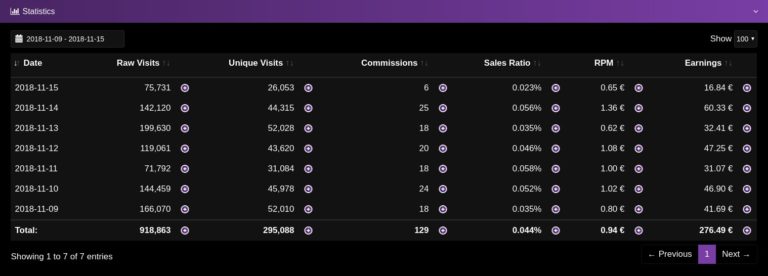 Statistics
2018-11-09 - 2018-11-15 Show 100
Date Raw Visits Unique Visits Commissions Sales Ratio RPM Earnings
2018-11-15 75,731 26,053 6 0.023% 0.65 € 16.84 €
2018-11-14 142,120 44,315 25 0.056% 1.36 € 60.33 €
2018-11-13 199,630 52,028 18 0.035% 0.62 € 32.41 €
2018-11-12 119,061 43,620 20 0.046% 1.08 € 47.25 €
2018-11-11 71,792 31,084 18 0.058% 1.00 € 31.07 €
2018-11-10 144,459 45,978 24 0.052% 1.02 € 46.90 €
2018-11-09 166,070 52,010 18 0.035% 0.80 € 41.69 €
Total: 918,863 295,088 129 0.044% 0.94 € 276.49 €
Showing 1 to 7 of 7 entries ← Previous 1 Next →